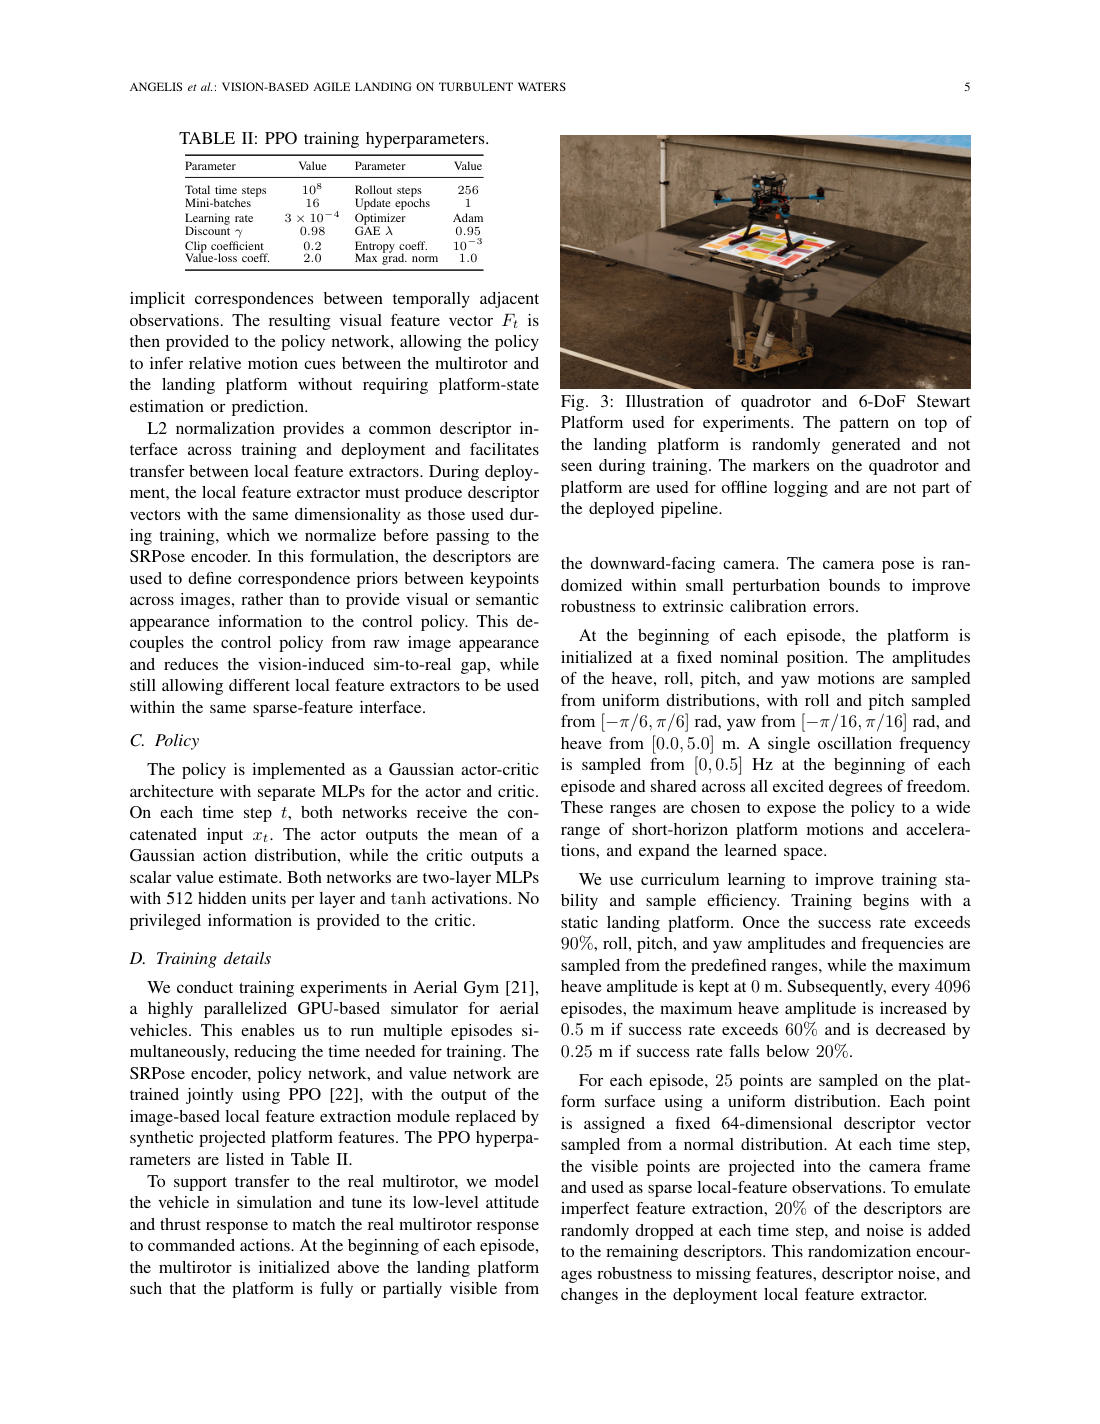 ANGELIS et al.: VISION-BASED AGILE LANDING ON TURBULENT WATERS 5
TABLE II: PPO training hyperparameters.
Parameter Value Parameter Value
Total time steps 10^8 Rollout steps 256
Mini-batches 16 Update epochs 1
Learning rate 3 × 10^−4 Optimizer Adam
Discount γ 0.98 GAE λ 0.95
Clip coefficient 0.2 Entropy coeff. 10^−3
Value-loss coeff. 2.0 Max grad. norm 1.0
implicit correspondences between temporally adjacent
observations. The resulting visual feature vector F_t is
then provided to the policy network, allowing the policy
to infer relative motion cues between the multirotor and
the landing platform without requiring platform-state
estimation or prediction.
L2 normalization provides a common descriptor in-
terface across training and deployment and facilitates
transfer between local feature extractors. During deploy-
ment, the local feature extractor must produce descriptor
vectors with the same dimensionality as those used dur-
ing training, which we normalize before passing to the
SRPose encoder. In this formulation, the descriptors are
used to define correspondence priors between keypoints
across images, rather than to provide visual or semantic
appearance information to the control policy. This de-
couples the control policy from raw image appearance
and reduces the vision-induced sim-to-real gap, while
still allowing different local feature extractors to be used
within the same sparse-feature interface.
C. Policy
The policy is implemented as a Gaussian actor-critic
architecture with separate MLPs for the actor and critic.
On each time step t, both networks receive the con-
catenated input x_t. The actor outputs the mean of a
Gaussian action distribution, while the critic outputs a
scalar value estimate. Both networks are two-layer MLPs
with 512 hidden units per layer and tanh activations. No
privileged information is provided to the critic.
D. Training details
We conduct training experiments in Aerial Gym [21],
a highly parallelized GPU-based simulator for aerial
vehicles. This enables us to run multiple episodes si-
multaneously, reducing the time needed for training. The
SRPose encoder, policy network, and value network are
trained jointly using PPO [22], with the output of the
image-based local feature extraction module replaced by
synthetic projected platform features. The PPO hyperpa-
rameters are listed in Table II.
To support transfer to the real multirotor, we model
the vehicle in simulation and tune its low-level attitude
and thrust response to match the real multirotor response
to commanded actions. At the beginning of each episode,
the multirotor is initialized above the landing platform
such that the platform is fully or partially visible from
Fig. 3: Illustration of quadrotor and 6-DoF Stewart
Platform used for experiments. The pattern on top of
the landing platform is randomly generated and not
seen during training. The markers on the quadrotor and
platform are used for offline logging and are not part of
the deployed pipeline.
the downward-facing camera. The camera pose is ran-
domized within small perturbation bounds to improve
robustness to extrinsic calibration errors.
At the beginning of each episode, the platform is
initialized at a fixed nominal position. The amplitudes
of the heave, roll, pitch, and yaw motions are sampled
from uniform distributions, with roll and pitch sampled
from [−π/6, π/6] rad, yaw from [−π/16, π/16] rad, and
heave from [0.0, 5.0] m. A single oscillation frequency
is sampled from [0, 0.5] Hz at the beginning of each
episode and shared across all excited degrees of freedom.
These ranges are chosen to expose the policy to a wide
range of short-horizon platform motions and accelera-
tions, and expand the learned space.
We use curriculum learning to improve training sta-
bility and sample efficiency. Training begins with a
static landing platform. Once the success rate exceeds
90%, roll, pitch, and yaw amplitudes and frequencies are
sampled from the predefined ranges, while the maximum
heave amplitude is kept at 0 m. Subsequently, every 4096
episodes, the maximum heave amplitude is increased by
0.5 m if success rate exceeds 60% and is decreased by
0.25 m if success rate falls below 20%.
For each episode, 25 points are sampled on the plat-
form surface using a uniform distribution. Each point
is assigned a fixed 64-dimensional descriptor vector
sampled from a normal distribution. At each time step,
the visible points are projected into the camera frame
and used as sparse local-feature observations. To emulate
imperfect feature extraction, 20% of the descriptors are
randomly dropped at each time step, and noise is added
to the remaining descriptors. This randomization encour-
ages robustness to missing features, descriptor noise, and
changes in the deployment local feature extractor.